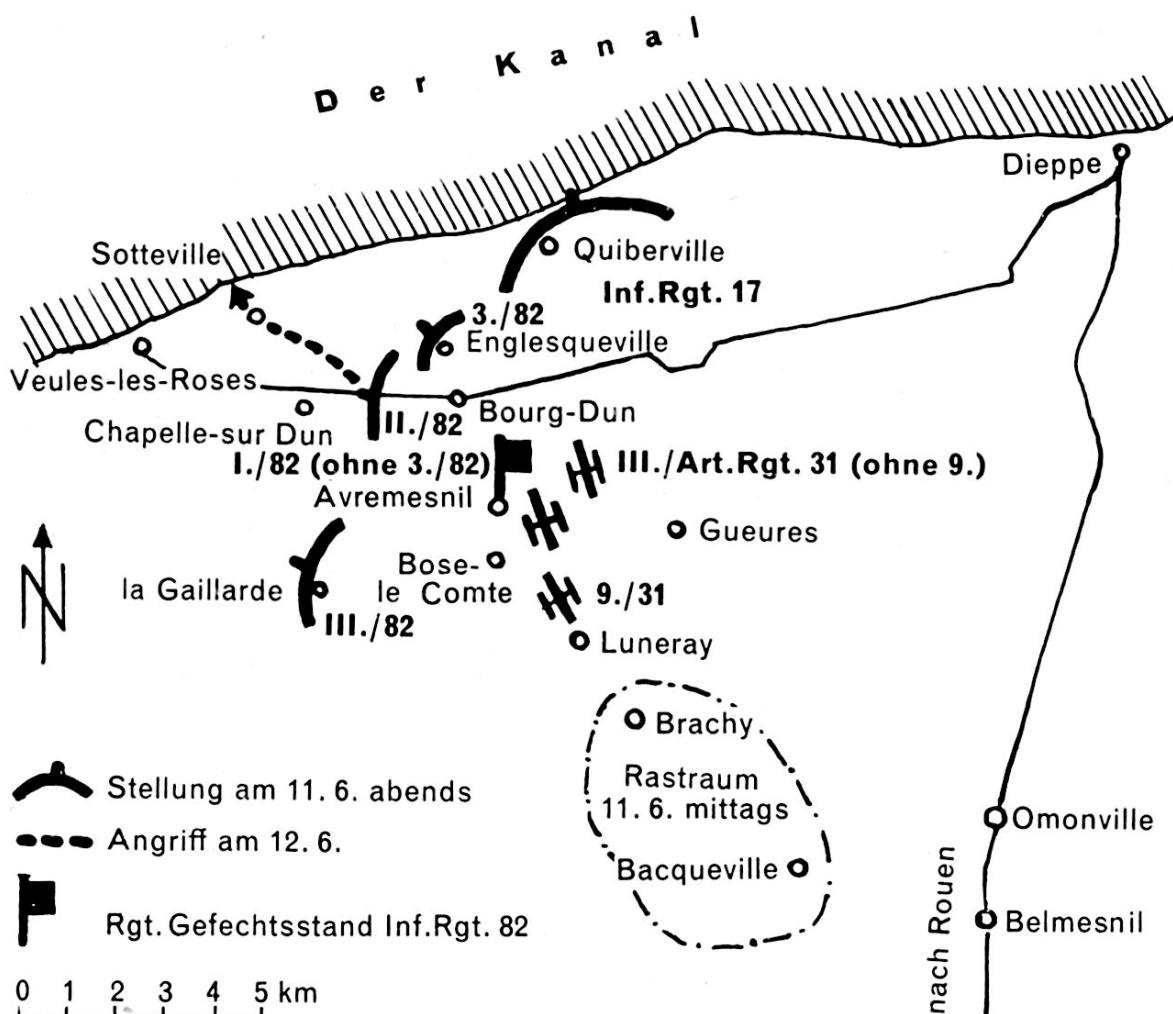 Der Kanal
Dieppe
Sotteville
Quiberville
Inf.Rgt. 17
3./82
Englesqueville
Veules-les-Roses
Bourg-Dun
Chapelle-sur Dun
II./82
I./82 (ohne 3./82)
III./Art.Rgt. 31 (ohne 9.)
Avremesnil
Gueures
N
Bose-
le Comte
la Gaillarde
9./31
III./82
Luneray
Brachy
Rastraum
11.6. mittags
Bacqueville
Omonville
Belmesnil
nach Rouen
Stellung am 11.6. abends
Angriff am 12.6.
Rgt. Gefechtsstand Inf.Rgt. 82
0 1 2 3 4 5 km